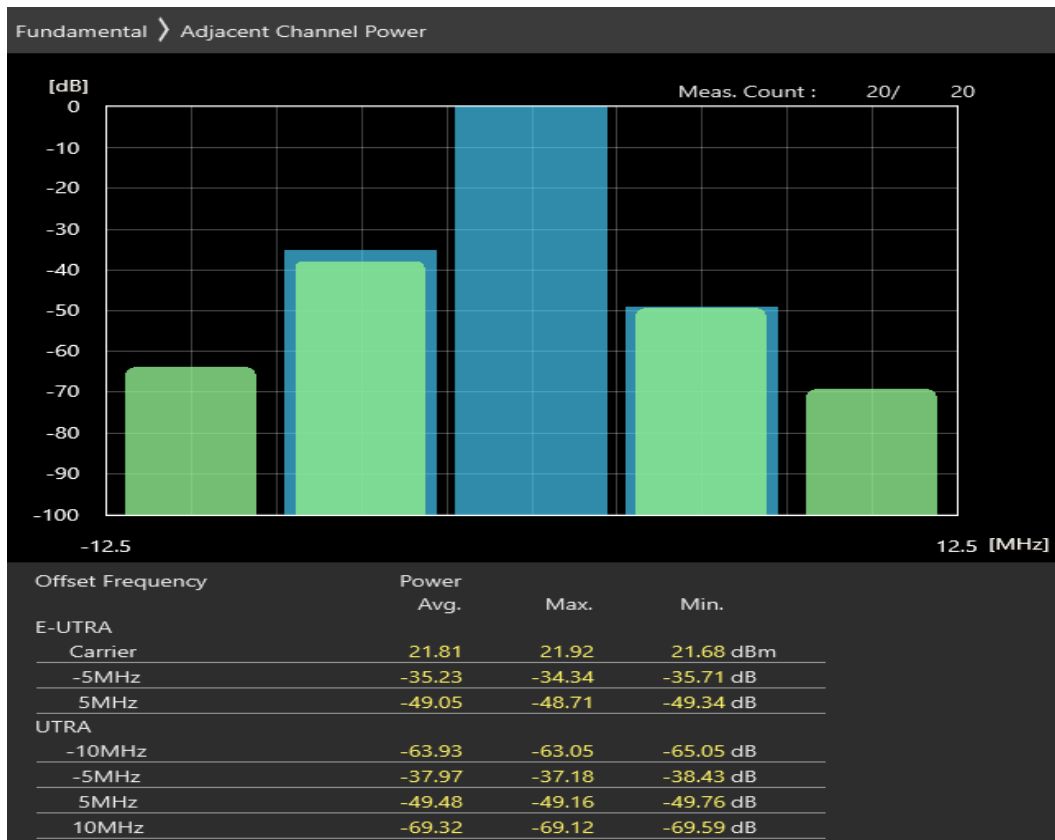 Fundamental 〉 Adjacent Channel Power
[dB]
Meas. Count : 20/ 20
0
-10
-20
-30
-40
-50
-60
-70
-80
-90
-100
-12.5 12.5 [MHz]
Offset Frequency Power
Avg. Max. Min.
E-UTRA
Carrier 21.81 21.92 21.68 dBm
-5MHz -35.23 -34.34 -35.71 dB
5MHz -49.05 -48.71 -49.34 dB
UTRA
-10MHz -63.93 -63.05 -65.05 dB
-5MHz -37.97 -37.18 -38.43 dB
5MHz -49.48 -49.16 -49.76 dB
10MHz -69.32 -69.12 -69.59 dB